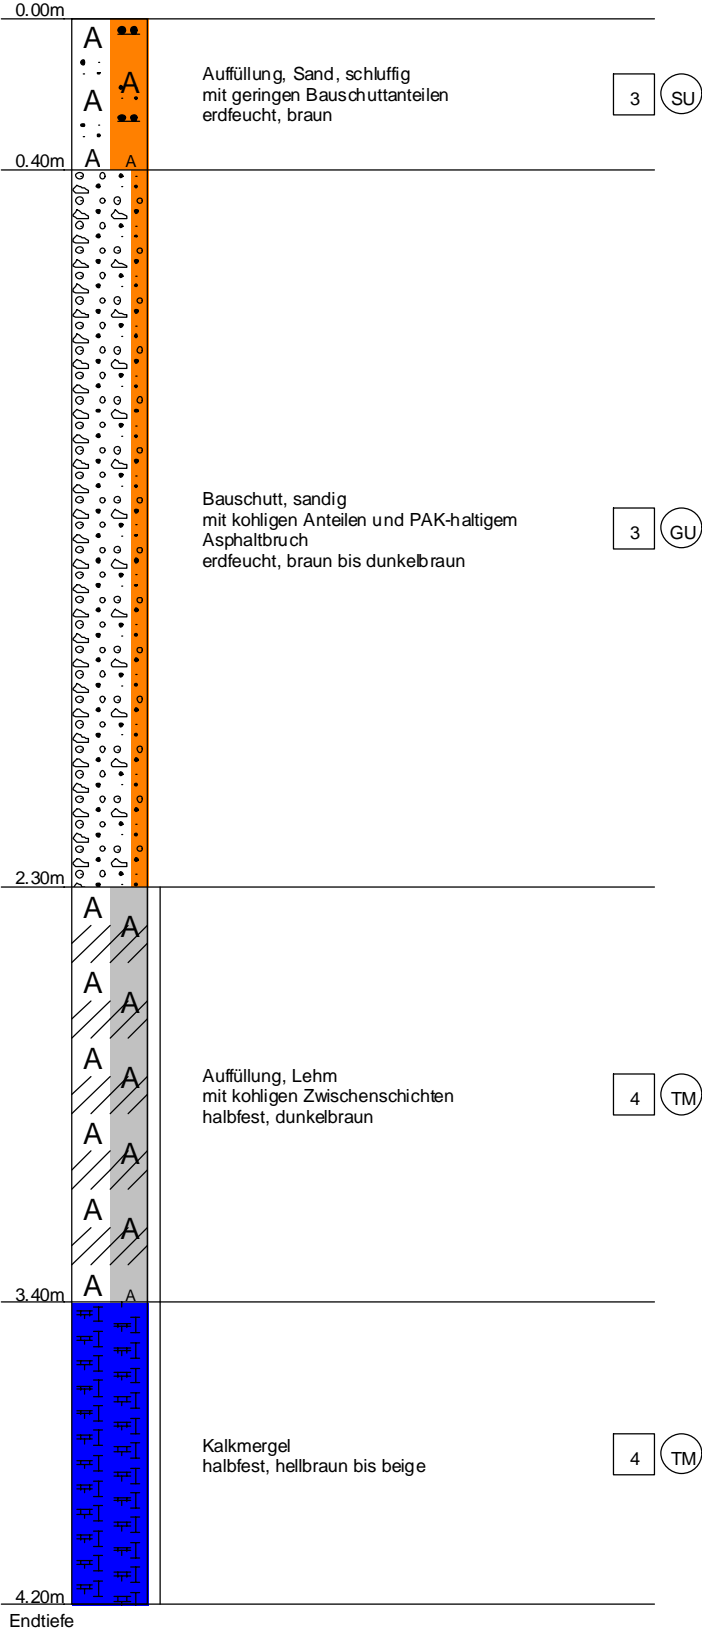 0.00m
A
A
A
A
A
A
Auffüllung, Sand, schluffig
mit geringen Bauschuttanteilen
erdfeucht, braun
3 SU
0.40m
Bauschutt, sandig
mit kohligen Anteilen und PAK-haltigem
Asphaltbruch
erdfeucht, braun bis dunkelbraun
3 GU
2.30m
A
A
A
A
A
A
A
A
A
A
A
A
Auffüllung, Lehm
mit kohligen Zwischenschichten
halbfest, dunkelbraun
4 TM
3.40m
Kalkmergel
halbfest, hellbraun bis beige
4 TM
4.20m
Endtiefe